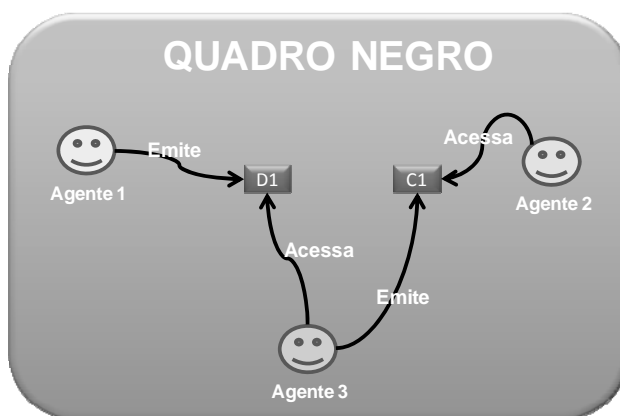 QUADRO NEGRO
Emite
Acessa
D1
C1
Agente 1
Agente 2
Acessa
Emite
Agente 3